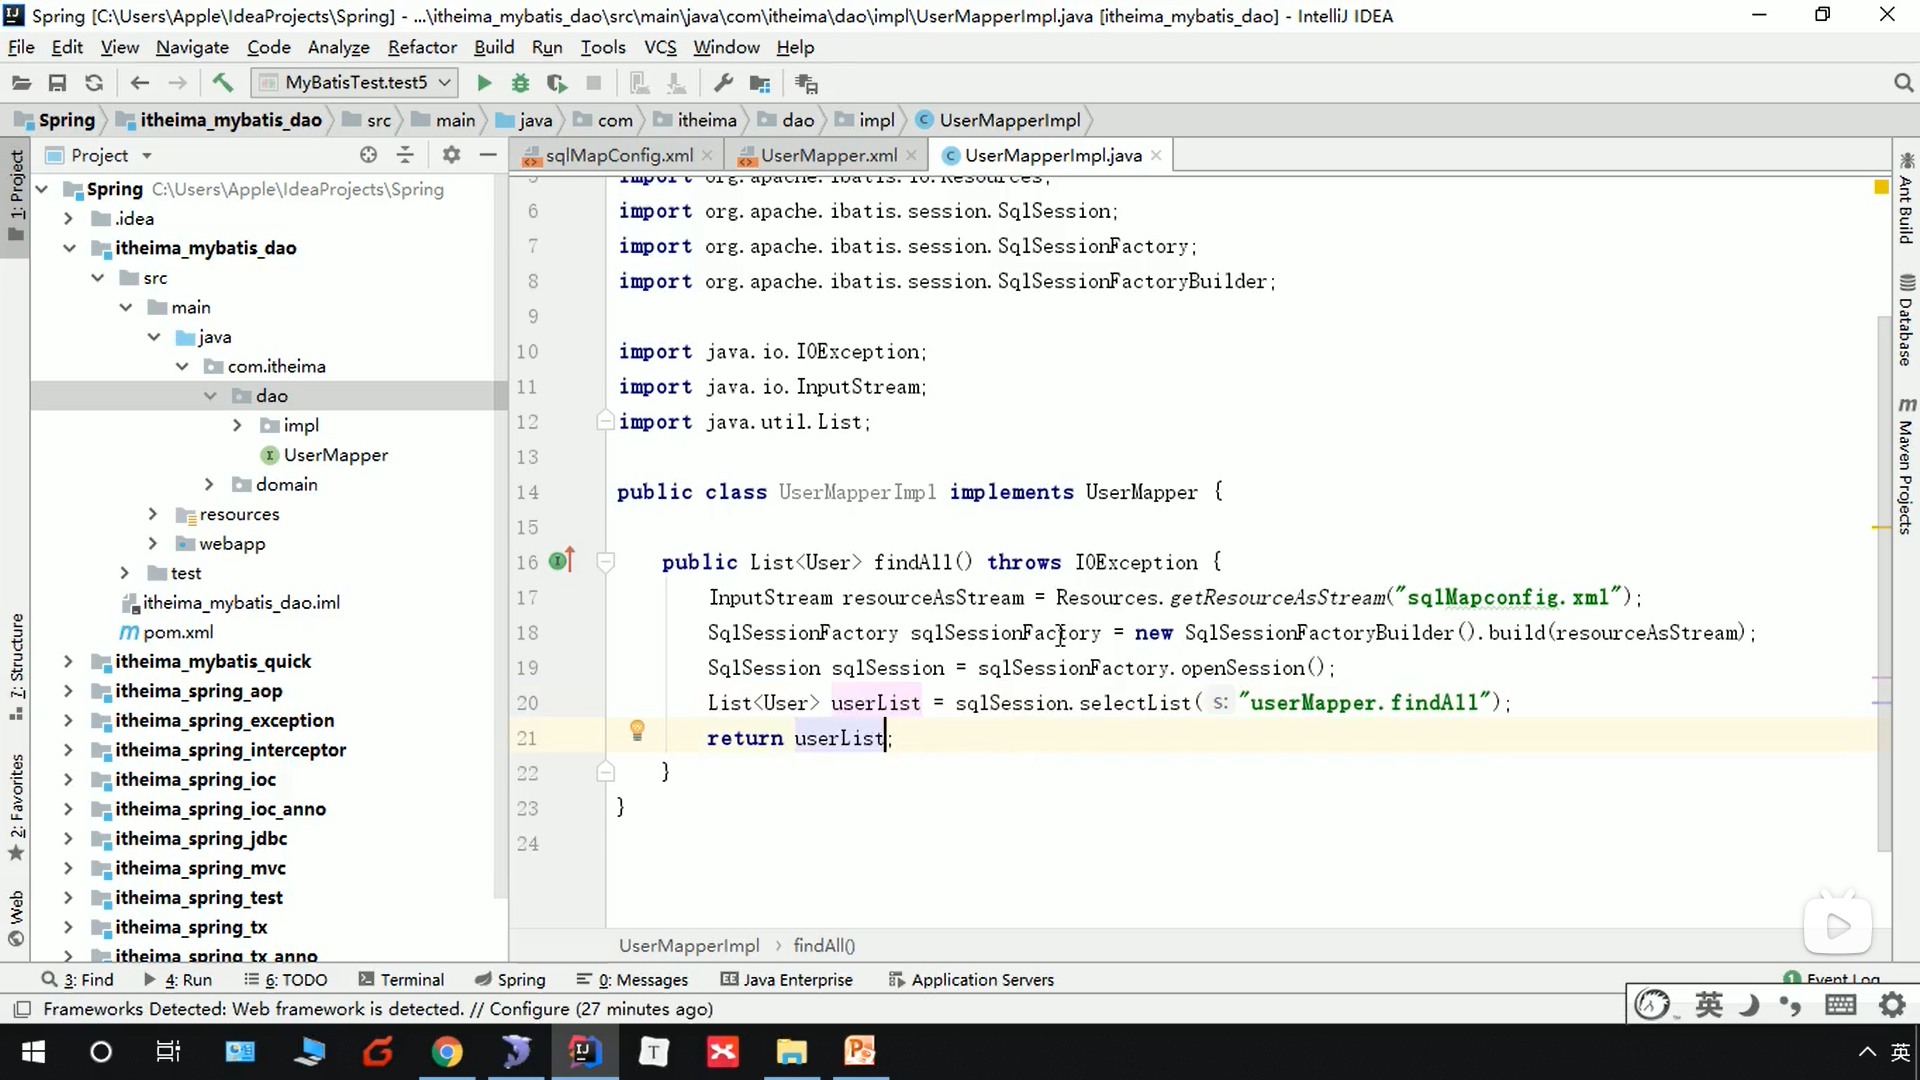 Spring [C:\Users\Apple\IdeaProjects\Spring] - ...\itheima_mybatis_dao\src\main\java\com\itheima\dao\impl\UserMapperImpl.java [itheima_mybatis_dao] - IntelliJ IDEA
File Edit View Navigate Code Analyze Refactor Build Run Tools VCS Window Help
MyBatisTest.test5
Spring itheima_mybatis_dao src main java com itheima dao impl UserMapperImpl
Project
sqlMapConfig.xml UserMapper.xml UserMapperImpl.java
1: Project
7: Structure
2: Favorites
Web
Spring C:\Users\Apple\IdeaProjects\Spring
.idea
itheima_mybatis_dao
src
main
java
com.itheima
dao
impl
UserMapper
domain
resources
webapp
test
itheima_mybatis_dao.iml
pom.xml
itheima_mybatis_quick
itheima_spring_aop
itheima_spring_exception
itheima_spring_interceptor
itheima_spring_ioc
itheima_spring_ioc_anno
itheima_spring_jdbc
itheima_spring_mvc
itheima_spring_test
itheima_spring_tx
itheima_spring_tx_anno
5 import org.apache.ibatis.io.Resources;
6 import org.apache.ibatis.session.SqlSession;
7 import org.apache.ibatis.session.SqlSessionFactory;
8 import org.apache.ibatis.session.SqlSessionFactoryBuilder;
9
10 import java.io.IOException;
11 import java.io.InputStream;
12 import java.util.List;
13
14 public class UserMapperImpl implements UserMapper {
15
16 public List<User> findAll() throws IOException {
17 InputStream resourceAsStream = Resources.getResourceAsStream("sqlMapconfig.xml");
18 SqlSessionFactory sqlSessionFactory = new SqlSessionFactoryBuilder().build(resourceAsStream);
19 SqlSession sqlSession = sqlSessionFactory.openSession();
20 List<User> userList = sqlSession.selectList( s: "userMapper.findAll");
21 return userList;
22 }
23 }
24
UserMapperImpl › findAll()
Ant Build
Database
Maven Projects
3: Find 4: Run 6: TODO Terminal Spring 0: Messages Java Enterprise Application Servers 1 Event Log
Frameworks Detected: Web framework is detected. // Configure (27 minutes ago)
英
英